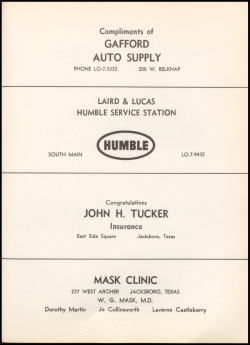 Compliments of
GAFFORD
AUTO SUPPLY
PHONE LO-7-3533 200 W. BELKNAP
LAIRD & LUCAS
HUMBLE SERVICE STATION
HUMBLE
SOUTH MAIN LO-7-9432
Congratulations
JOHN H. TUCKER
Insurance
East Side Square Jacksboro, Texas
MASK CLINIC
237 WEST ARCHER JACKSBORO, TEXAS
W. G. MASK, M.D.
Dorothy Martin Jo Collinsworth Laverne Castleberry